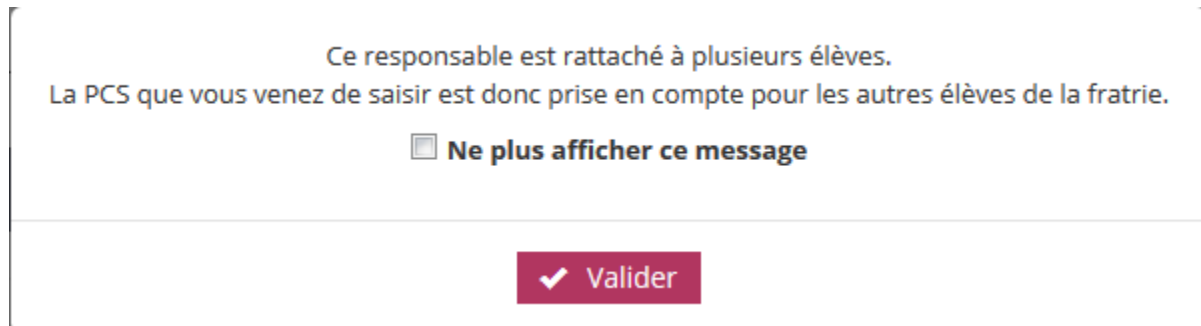 Ce responsable est rattaché à plusieurs élèves.
La PCS que vous venez de saisir est donc prise en compte pour les autres élèves de la fratrie.
Ne plus afficher ce message
Valider